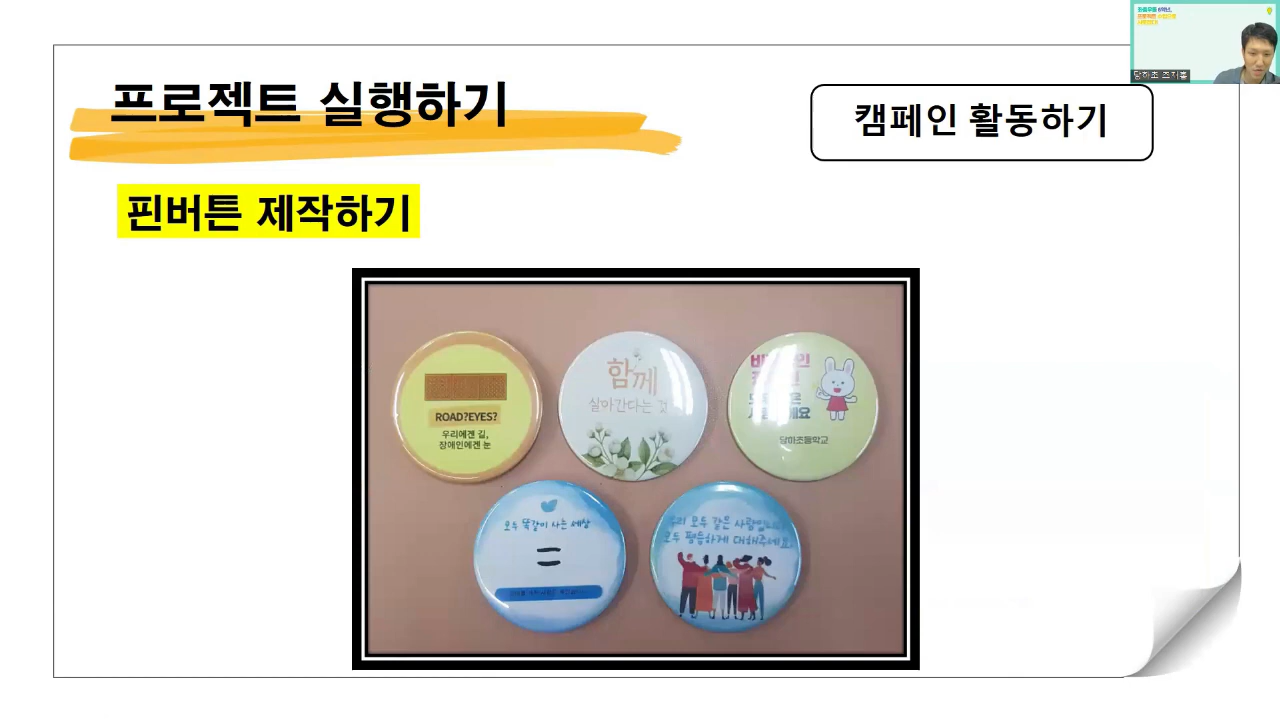 프로젝트 실행하기
캠페인 활동하기
핀버튼 제작하기
ROAD?EYES?
우리에겐 길,
장애인에겐 눈
함께
살아간다는 것
당하초등학교
모두 똑같이 사는 세상
=
우리 모두 같은 사람입니다
모두 평등하게 대해주세요